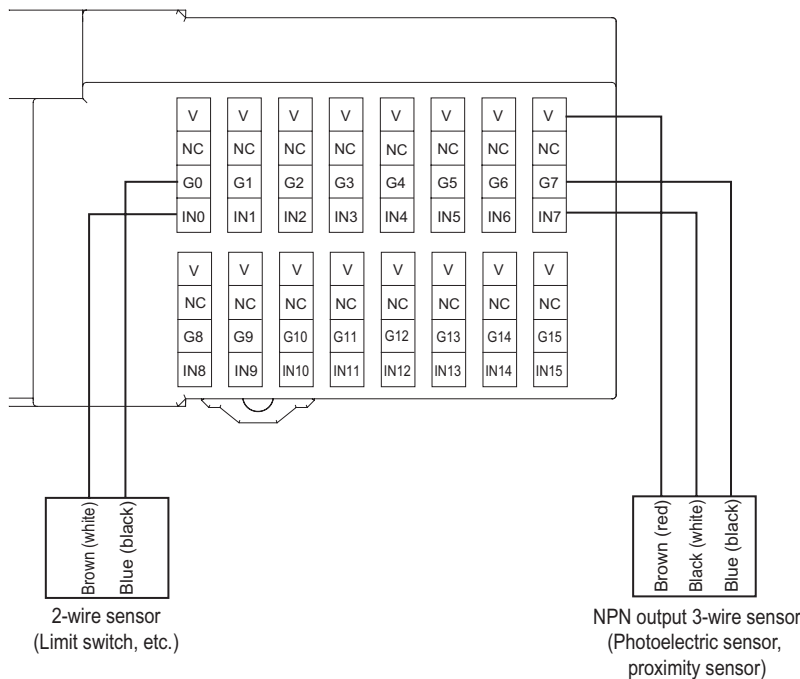 V V V V V V V V
NC NC NC NC NC NC NC NC
G0 G1 G2 G3 G4 G5 G6 G7
IN0 IN1 IN2 IN3 IN4 IN5 IN6 IN7
V V V V V V V V
NC NC NC NC NC NC NC NC
G8 G9 G10 G11 G12 G13 G14 G15
IN8 IN9 IN10 IN11 IN12 IN13 IN14 IN15
Brown (white)
Blue (black)
2-wire sensor
(Limit switch, etc.)
Brown (red)
Black (white)
Blue (black)
NPN output 3-wire sensor
(Photoelectric sensor,
proximity sensor)